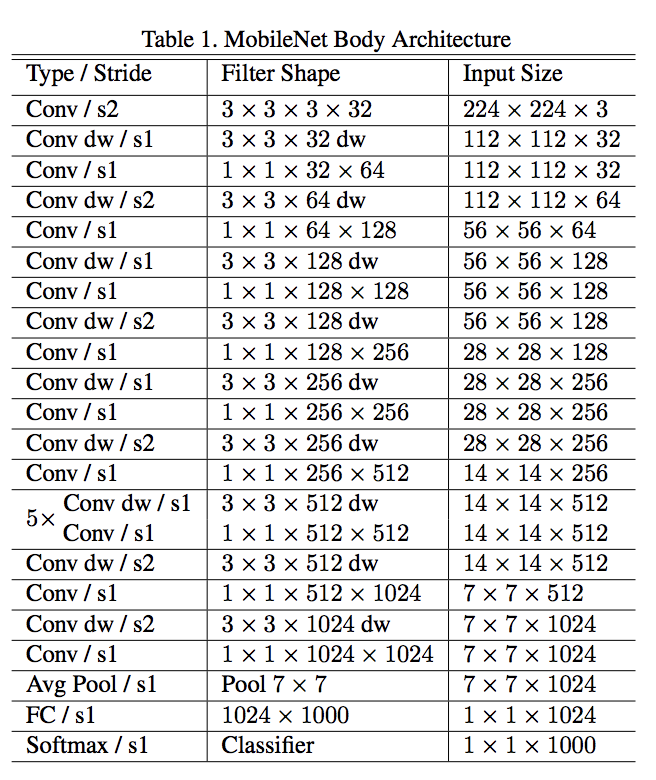 Table 1. MobileNet Body Architecture
Type / Stride Filter Shape Input Size
Conv / s2 3 × 3 × 3 × 32 224 × 224 × 3
Conv dw / s1 3 × 3 × 32 dw 112 × 112 × 32
Conv / s1 1 × 1 × 32 × 64 112 × 112 × 32
Conv dw / s2 3 × 3 × 64 dw 112 × 112 × 64
Conv / s1 1 × 1 × 64 × 128 56 × 56 × 64
Conv dw / s1 3 × 3 × 128 dw 56 × 56 × 128
Conv / s1 1 × 1 × 128 × 128 56 × 56 × 128
Conv dw / s2 3 × 3 × 128 dw 56 × 56 × 128
Conv / s1 1 × 1 × 128 × 256 28 × 28 × 128
Conv dw / s1 3 × 3 × 256 dw 28 × 28 × 256
Conv / s1 1 × 1 × 256 × 256 28 × 28 × 256
Conv dw / s2 3 × 3 × 256 dw 28 × 28 × 256
Conv / s1 1 × 1 × 256 × 512 14 × 14 × 256
5× Conv dw / s1 3 × 3 × 512 dw 14 × 14 × 512
Conv / s1 1 × 1 × 512 × 512 14 × 14 × 512
Conv dw / s2 3 × 3 × 512 dw 14 × 14 × 512
Conv / s1 1 × 1 × 512 × 1024 7 × 7 × 512
Conv dw / s2 3 × 3 × 1024 dw 7 × 7 × 1024
Conv / s1 1 × 1 × 1024 × 1024 7 × 7 × 1024
Avg Pool / s1 Pool 7 × 7 7 × 7 × 1024
FC / s1 1024 × 1000 1 × 1 × 1024
Softmax / s1 Classifier 1 × 1 × 1000